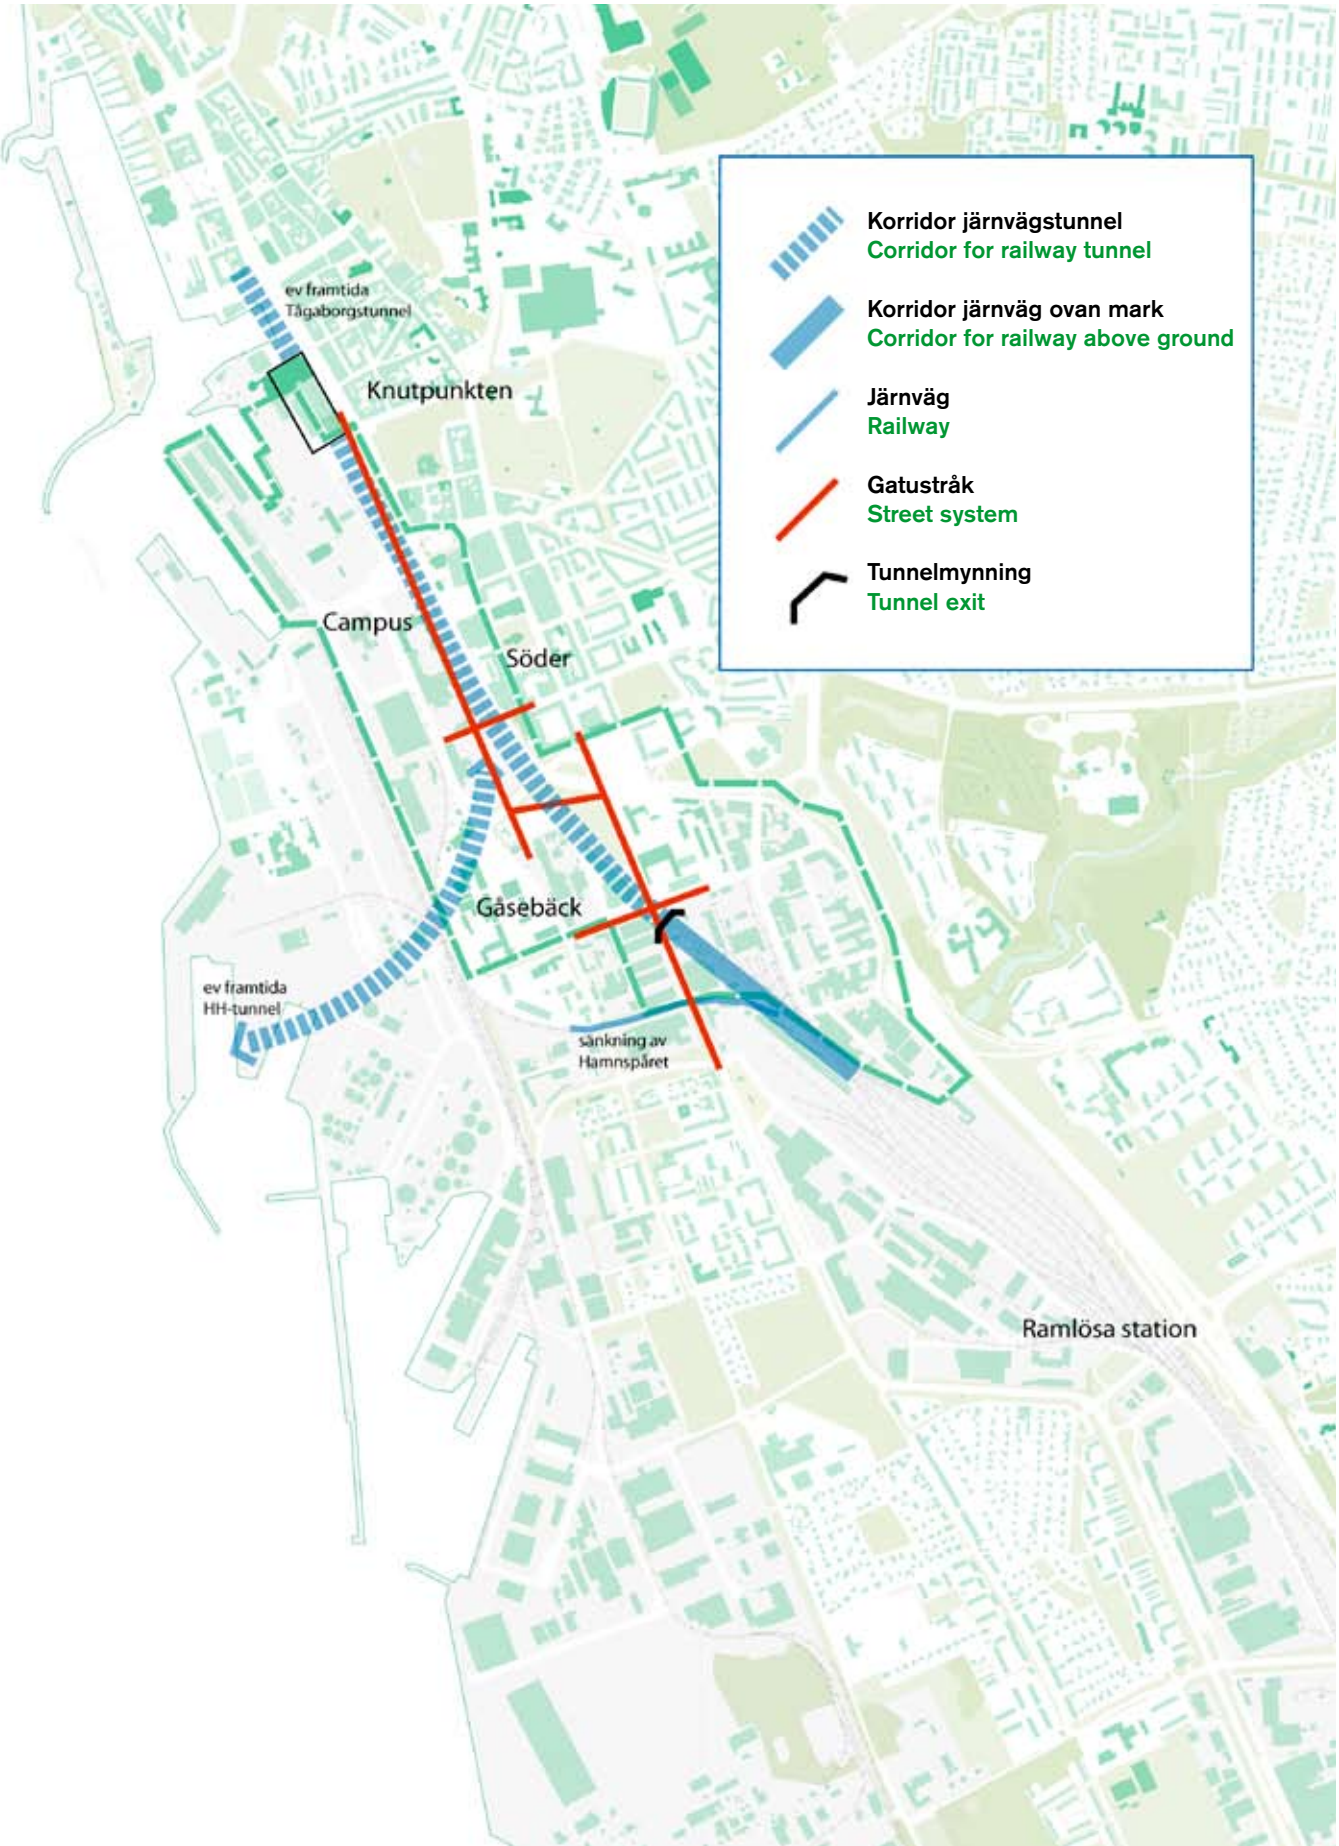 Korridor järnvägstunnel
Corridor for railway tunnel
Korridor järnväg ovan mark
Corridor for railway above ground
Järnväg
Railway
Gatustråk
Street system
Tunnelmynning
Tunnel exit
ev framtida
Tågaborgstunnel
Knutpunkten
Campus
Söder
Gåsebäck
ev framtida
HH-tunnel
sänkning av
Hamnspåret
Ramlösa station